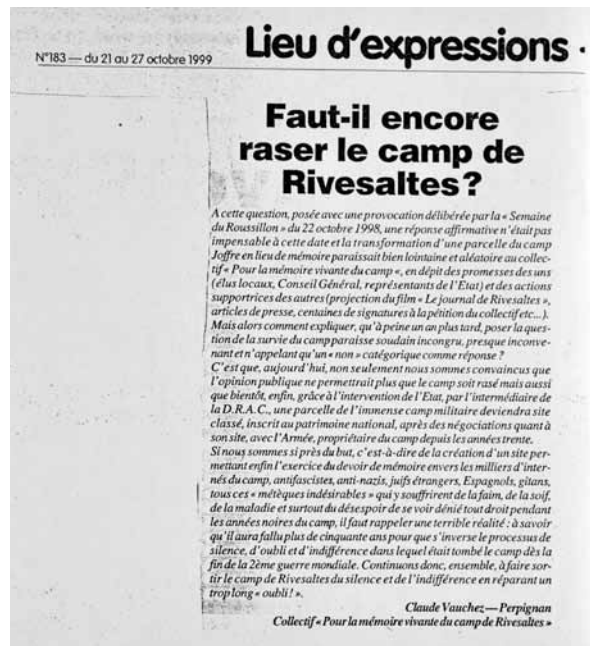 Lieu d'expressions ·
N°183 — du 21 au 27 octobre 1999
Faut-il encore
raser le camp de
Rivesaltes ?
A cette question, posée avec une provocation délibérée par la « Semaine
du Roussillon » du 22 octobre 1998, une réponse affirmative n'était pas
impensable à cette date et la transformation d'une parcelle du camp
Joffre en lieu de mémoire paraissait bien lointaine et aléatoire au collec-
tif « Pour la mémoire vivante du camp «, en dépit des promesses des uns
(élus locaux, Conseil Général, représentants de l'Etat) et des actions
supportrices des autres (projection du film « Le journal de Rivesaltes »,
articles de presse, centaines de signatures à la pétition du collectif etc...).
Mais alors comment expliquer, qu'à peine un an plus tard, poser la ques-
tion de la survie du camp paraisse soudain incongru, presque inconve-
nant et n'appelant qu'un « non » catégorique comme réponse ?
C'est que, aujourd'hui, non seulement nous sommes convaincus que
l'opinion publique ne permettrait plus que le camp soit rasé mais aussi
que bientôt, enfin, grâce à l'intervention de l'Etat, par l'intermédiaire de
la D.R.A.C., une parcelle de l'immense camp militaire deviendra site
classé, inscrit au patrimoine national, après des négociations quant à
son site, avec l'Armée, propriétaire du camp depuis les années trente.
Si nous sommes si près du but, c'est-à-dire de la création d'un site per-
mettant enfin l'exercice du devoir de mémoire envers les milliers d'inter-
nés du camp, antifascistes, anti-nazis, juifs étrangers, Espagnols, gitans,
tous ces « métèques indésirables » qui y souffrirent de la faim, de la soif,
de la maladie et surtout du désespoir de se voir dénié tout droit pendant
les années noires du camp, il faut rappeler une terrible réalité : à savoir
qu'il aura fallu plus de cinquante ans pour que s'inverse le processus de
silence, d'oubli et d'indifférence dans lequel était tombé le camp dès la
fin de la 2ème guerre mondiale. Continuons donc, ensemble, à faire sor-
tir le camp de Rivesaltes du silence et de l'indifférence en réparant un
trop long « oubli ! ».
Claude Vauchez — Perpignan
Collectif « Pour la mémoire vivante du camp de Rivesaltes »